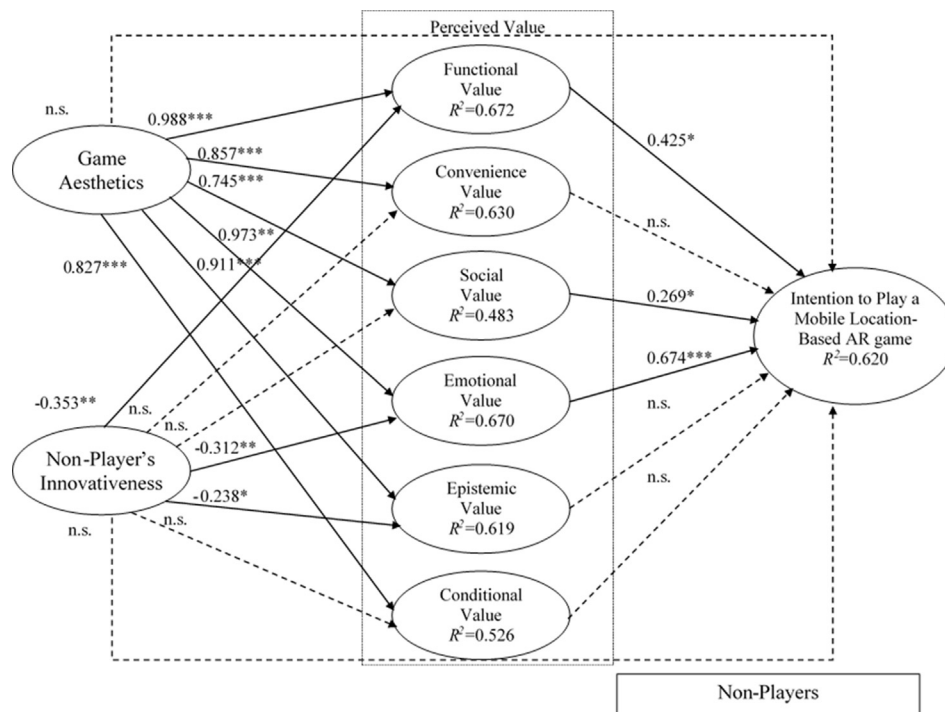 Perceived Value
Functional
Value
R²=0.672
n.s.
0.988***
0.425*
0.857***
Game
Aesthetics
0.745***
Convenience
Value
R²=0.630
n.s.
0.973**
0.827***
0.911***
Social
Value
R²=0.483
0.269*
Intention to Play a
Mobile Location-
Based AR game
R²=0.620
0.674***
Emotional
Value
R²=0.670
-0.353**
n.s.
n.s.
n.s.
-0.312**
Non-Player's
Innovativeness
n.s.
-0.238*
Epistemic
Value
R²=0.619
n.s.
n.s.
Conditional
Value
R²=0.526
Non-Players